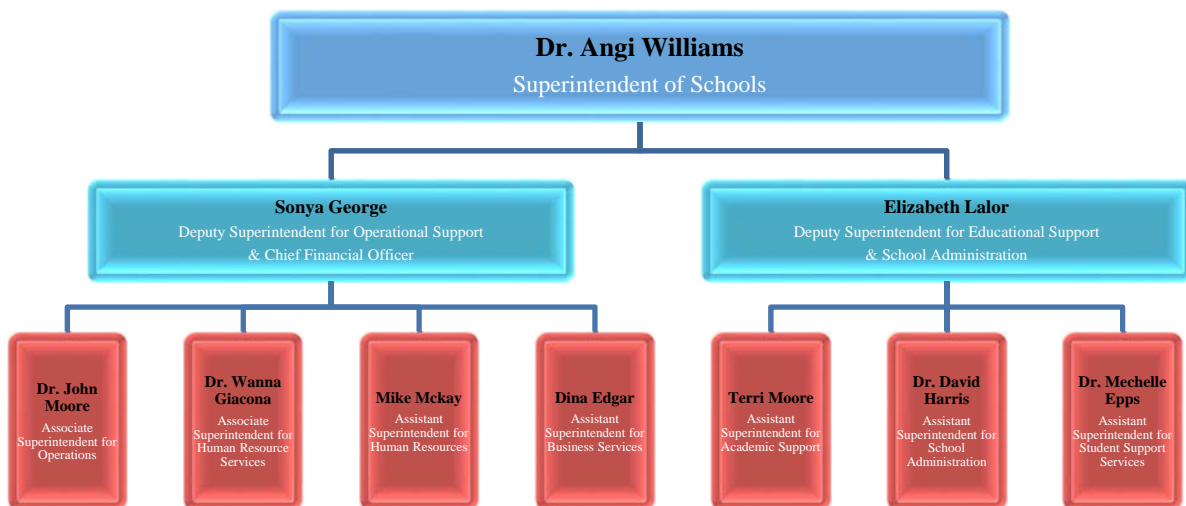 Dr. Angi Williams
Superintendent of Schools
Sonya George
Deputy Superintendent for Operational Support
& Chief Financial Officer
Elizabeth Lalor
Deputy Superintendent for Educational Support
& School Administration
Dr. John
Moore
Associate
Superintendent for
Operations
Dr. Wanna
Giacona
Associate
Superintendent for
Human Resource
Services
Mike Mckay
Assistant
Superintendent for
Human Resources
Dina Edgar
Assistant
Superintendent for
Business Services
Terri Moore
Assistant
Superintendent for
Academic Support
Dr. David
Harris
Assistant
Superintendent for
School
Administration
Dr. Mechelle
Epps
Assistant
Superintendent for
Student Support
Services